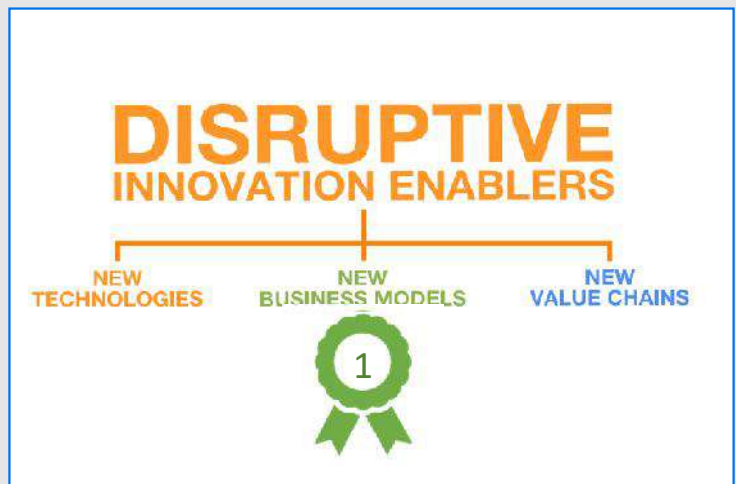 DISRUPTIVE
INNOVATION ENABLERS
NEW
TECHNOLOGIES
NEW
BUSINESS MODELS
NEW
VALUE CHAINS
1